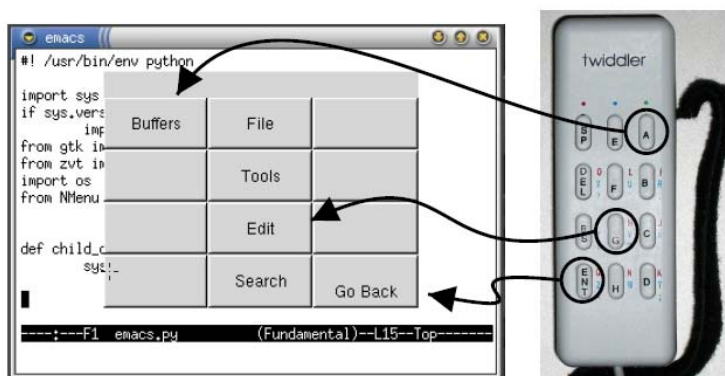 emacs
#! /usr/bin/env python
import sys
if sys.vers
imp
from gtk im
from zvt im
import os
from NMenu
def child_c
sys
Buffers File
Tools
Edit
Search Go Back
----:---F1 emacs.py (Fundamental)--L15--Top-------
twiddler
SP E A
DEL F B
BS G C
ENT H D